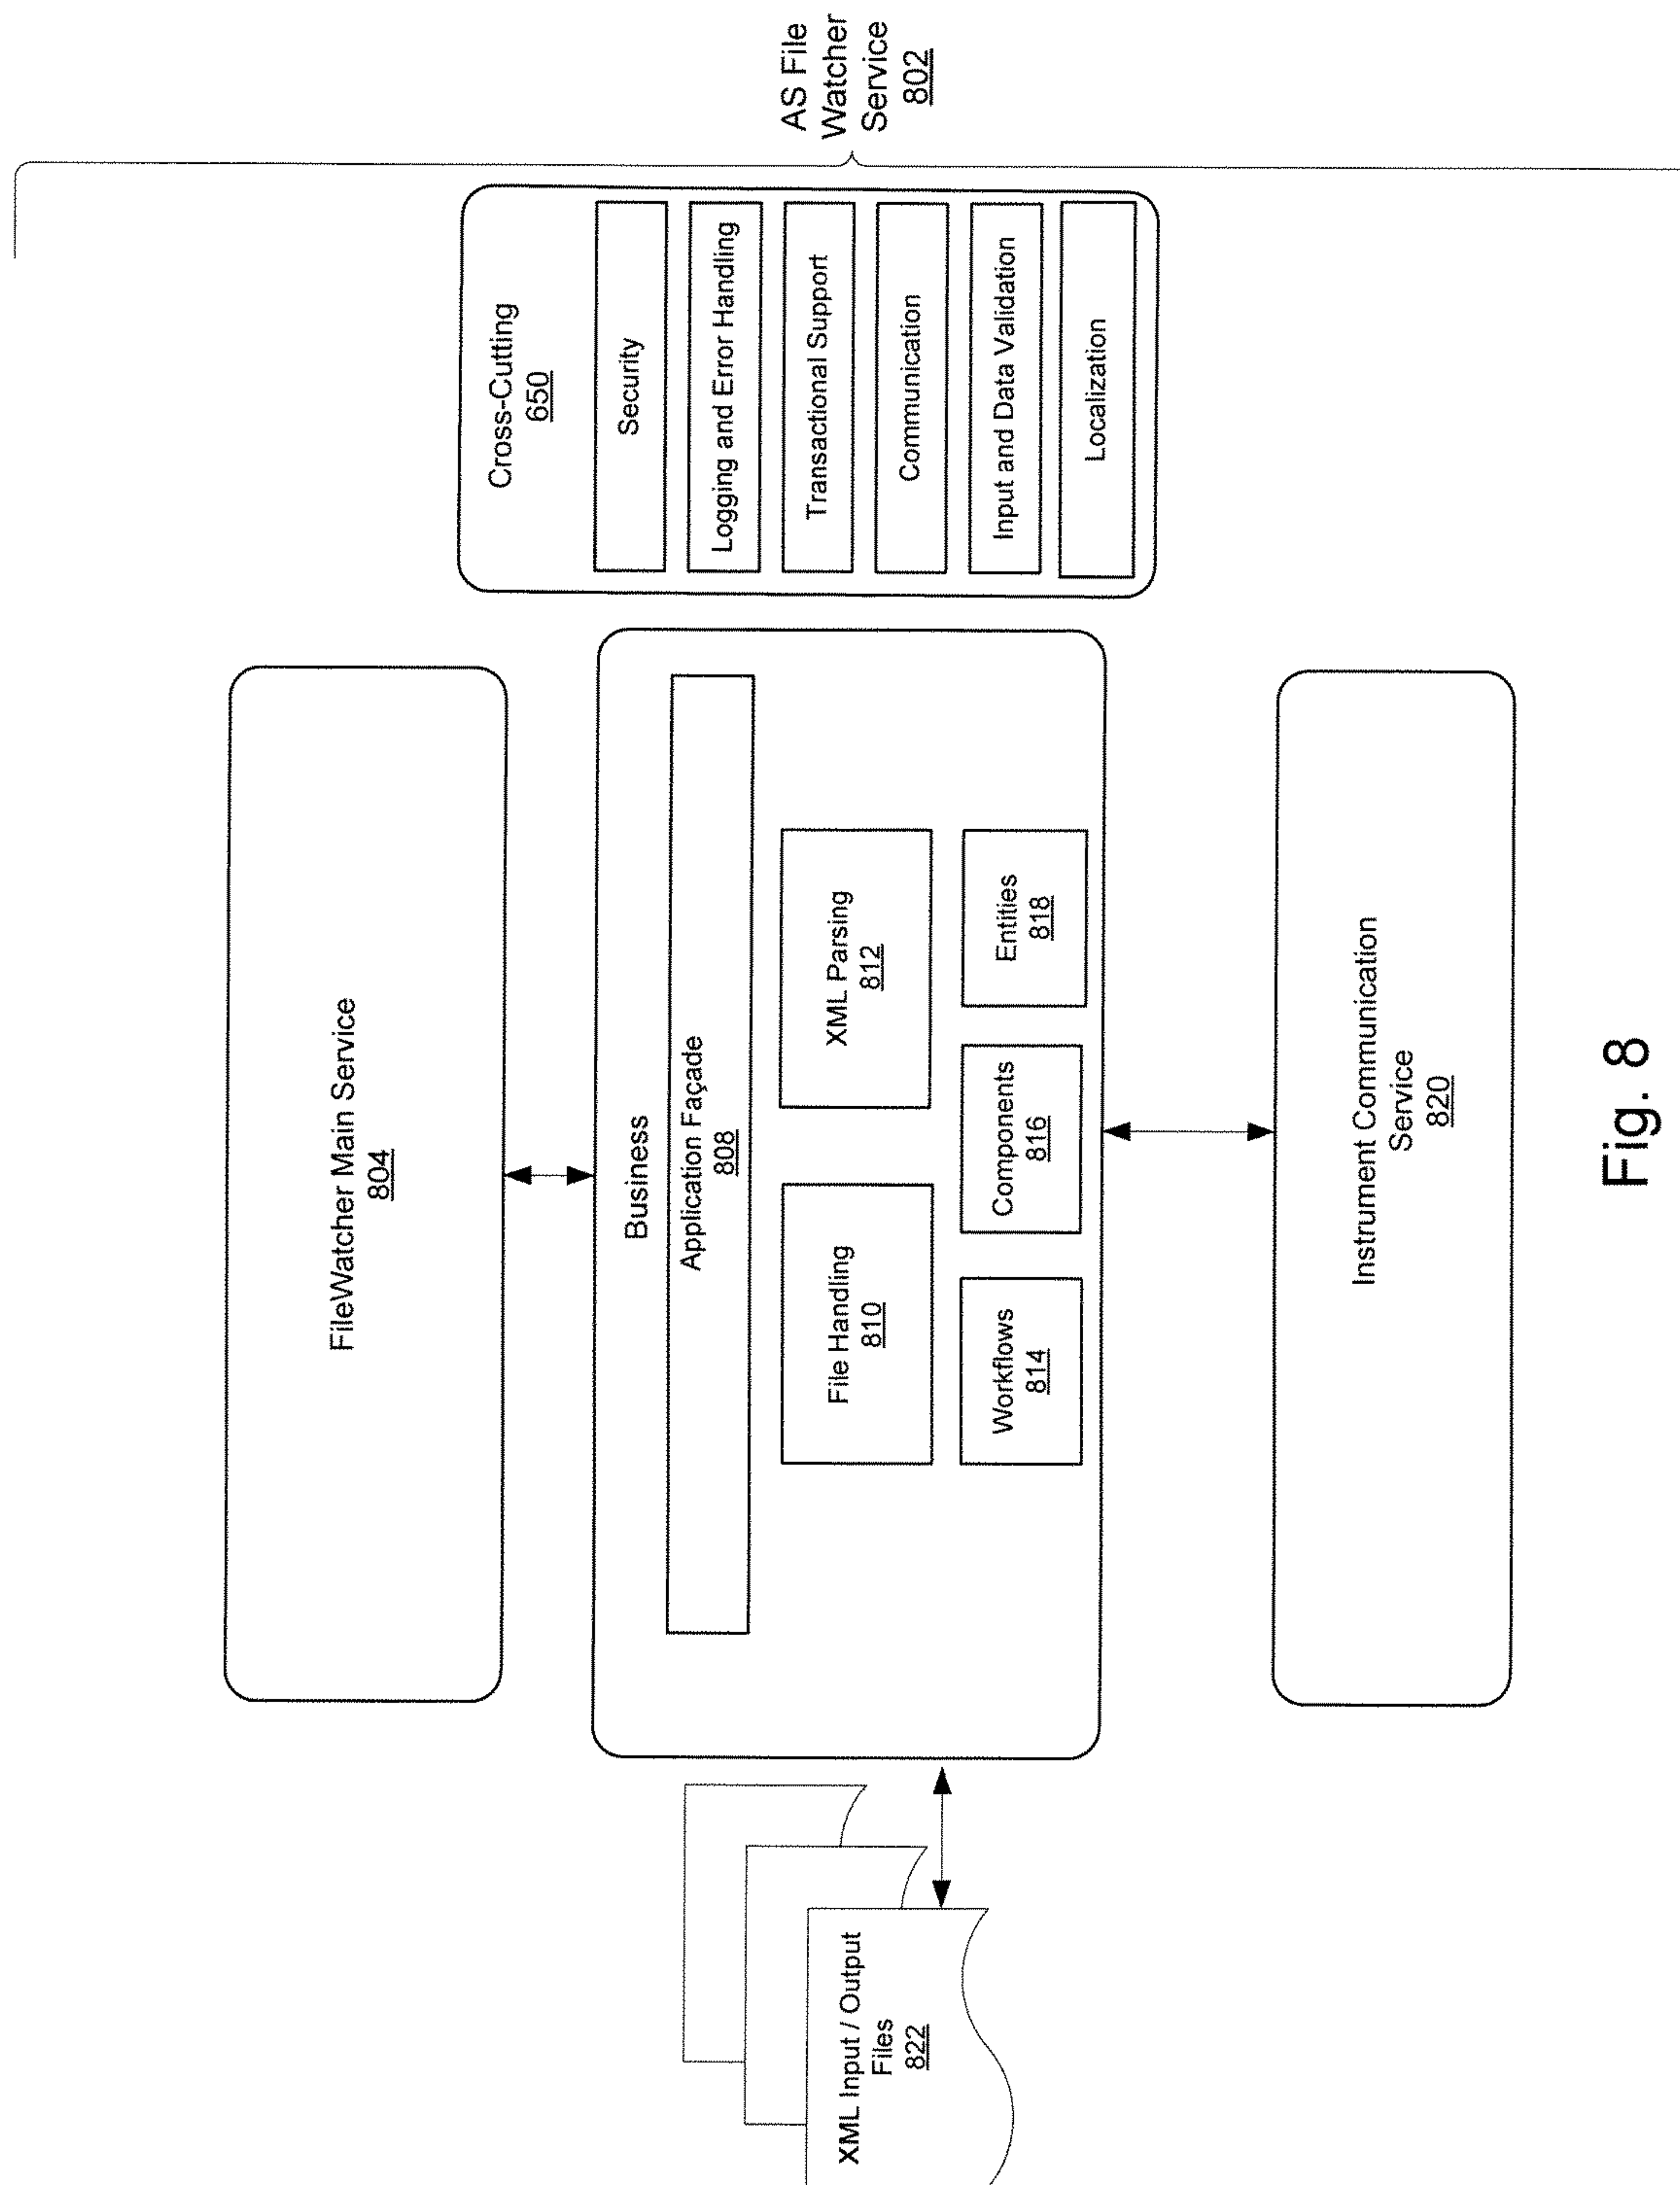 AS File
Watcher
Service
802
FileWatcher Main Service
804
Business
Application Façade
808
File Handling
810
XML Parsing
812
Workflows
814
Components
816
Entities
818
Instrument Communication
Service
820
XML Input / Output
Files
822
Cross-Cutting
650
Security
Logging and Error Handling
Transactional Support
Communication
Input and Data Validation
Localization
Fig. 8